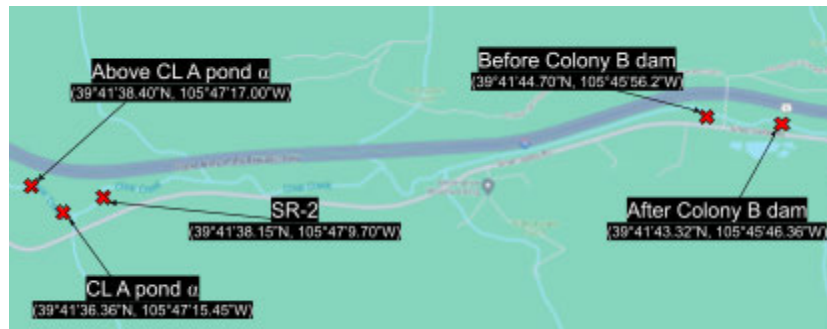 Above CL A pond α
(39°41'38.40"N, 105°47'17.00"W)
Before Colony B dam
(39°41'44.70"N, 105°45'56.2"W)
SR-2
(39°41'38.15"N, 105°47'9.70"W)
After Colony B dam
(39°41'43.32"N, 105°45'46.36"W)
CL A pond α
(39°41'36.36"N, 105°47'15.45"W)